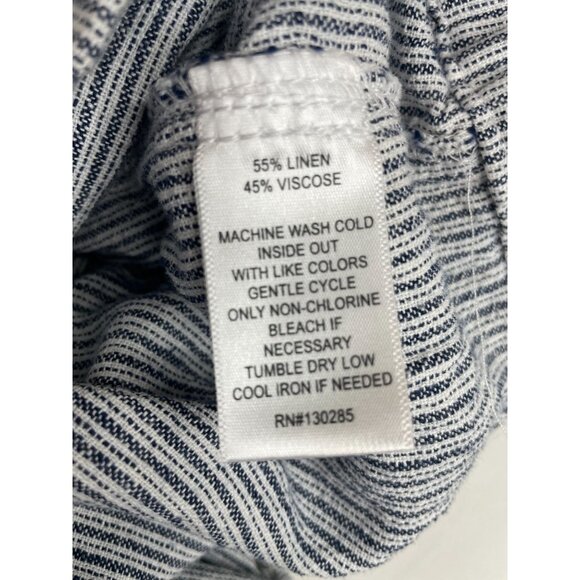 55% LINEN
45% VISCOSE
MACHINE WASH COLD
INSIDE OUT
WITH LIKE COLORS
GENTLE CYCLE
ONLY NON-CHLORINE
BLEACH IF
NECESSARY
TUMBLE DRY LOW
COOL IRON IF NEEDED
RN#130285